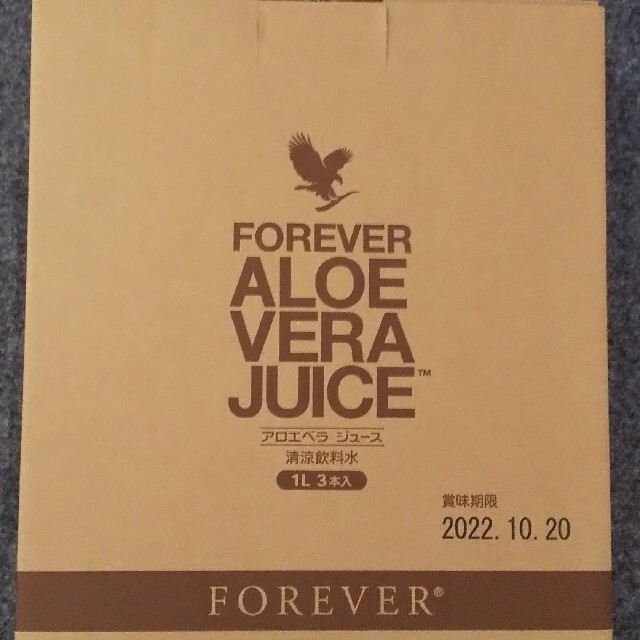 FOREVER
ALOE
VERA
JUICE™
アロエベラ ジュース
清涼飲料水
1L 3本入
賞味期限
2022.10.20
FOREVER®